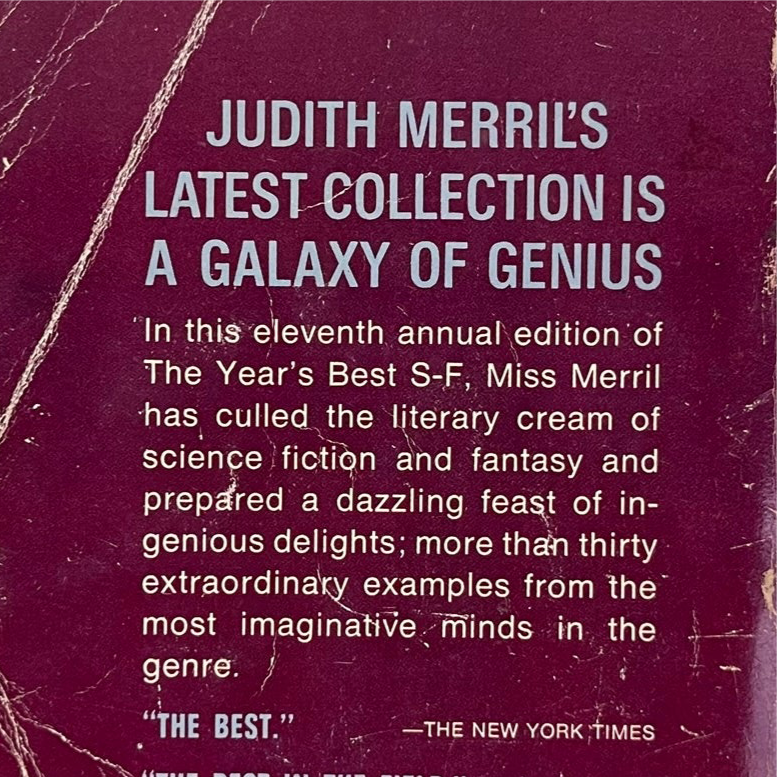 JUDITH MERRIL'S
LATEST COLLECTION IS
A GALAXY OF GENIUS
In this eleventh annual edition of
The Year's Best S-F, Miss Merril
has culled the literary cream of
science fiction and fantasy and
prepared a dazzling feast of in-
genious delights; more than thirty
extraordinary examples from the
most imaginative minds in the
genre.
"THE BEST." —THE NEW YORK TIMES